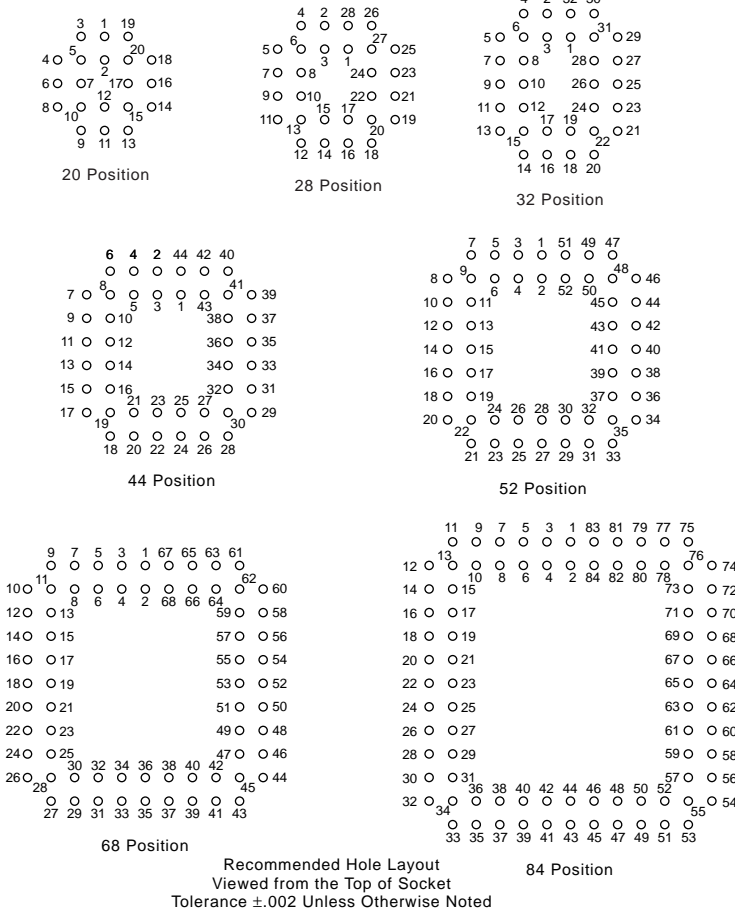 3 1 19
5 20
4 18
2
6 7 17 16
12
8 14
10 15
9 11 13
20 Position
4 2 28 26
6 27
5 25
3 1
7 8 24 23
9 10 22 21
15 17
11 19
13 20
12 14 16 18
28 Position
6 31
5 29
3 1
7 8 28 27
9 10 26 25
11 12 24 23
17 19
13 21
15 22
14 16 18 20
32 Position
6 4 2 44 42 40
8 41
7 39
5 3 1 43
9 10 38 37
11 12 36 35
13 14 34 33
15 16 32 31
21 23 25 27
17 29
19 30
18 20 22 24 26 28
44 Position
7 5 3 1 51 49 47
9 48
8 46
6 4 2 52 50
10 11 45 44
12 13 43 42
14 15 41 40
16 17 39 38
18 19 37 36
24 26 28 30 32
20 34
22 35
21 23 25 27 29 31 33
52 Position
9 7 5 3 1 67 65 63 61
11 62
10 60
8 6 4 2 68 66 64
12 13 59 58
14 15 57 56
16 17 55 54
18 19 53 52
20 21 51 50
22 23 49 48
24 25 47 46
30 32 34 36 38 40 42
26 44
28 45
27 29 31 33 35 37 39 41 43
68 Position
11 9 7 5 3 1 83 81 79 77 75
13 76
12 74
10 8 6 4 2 84 82 80 78
14 15 73 72
16 17 71 70
18 19 69 68
20 21 67 66
22 23 65 64
24 25 63 62
26 27 61 60
28 29 59 58
30 31 57 56
36 38 40 42 44 46 48 50 52
32 54
34 55
33 35 37 39 41 43 45 47 49 51 53
84 Position
Recommended Hole Layout
Viewed from the Top of Socket
Tolerance ±.002 Unless Otherwise Noted